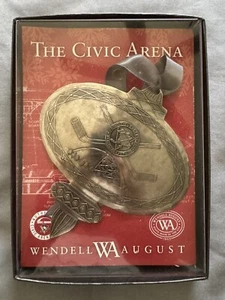 THE CIVIC ARENA
WENDELL WA AUGUST